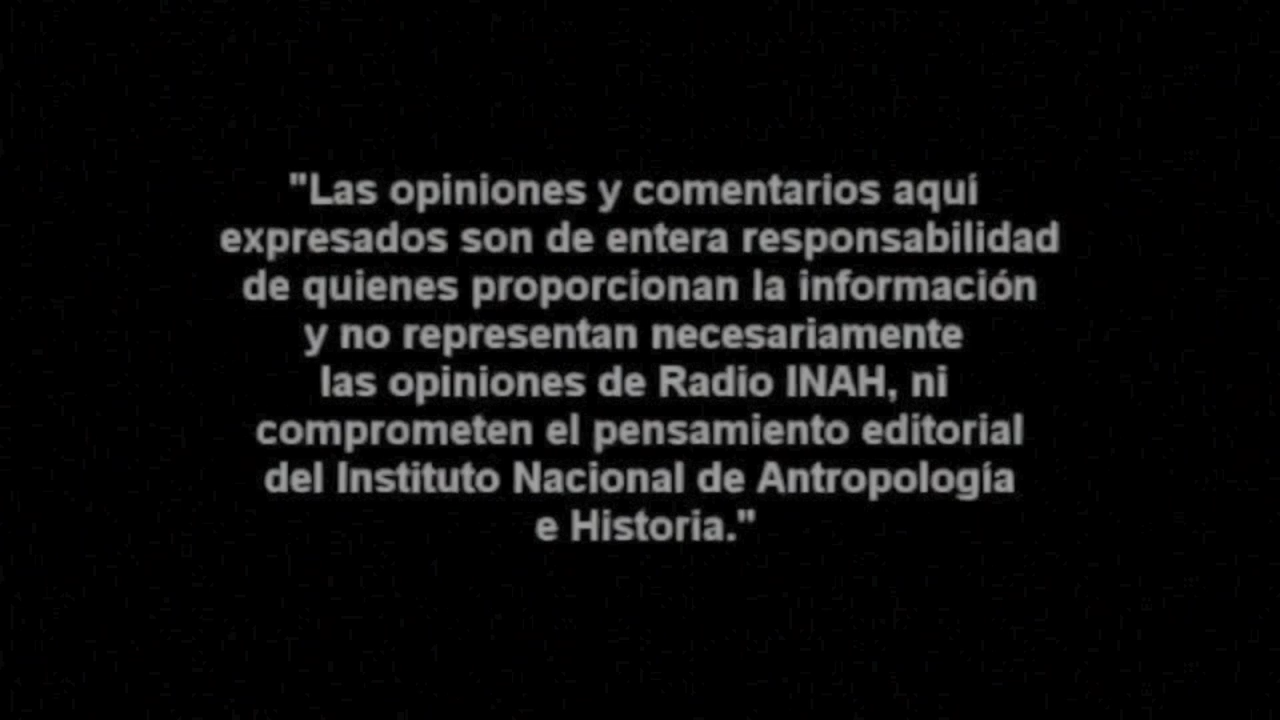 "Las opiniones y comentarios aquí
expresados son de entera responsabilidad
de quienes proporcionan la información
y no representan necesariamente
las opiniones de Radio INAH, ni
comprometen el pensamiento editorial
del Instituto Nacional de Antropología
e Historia."